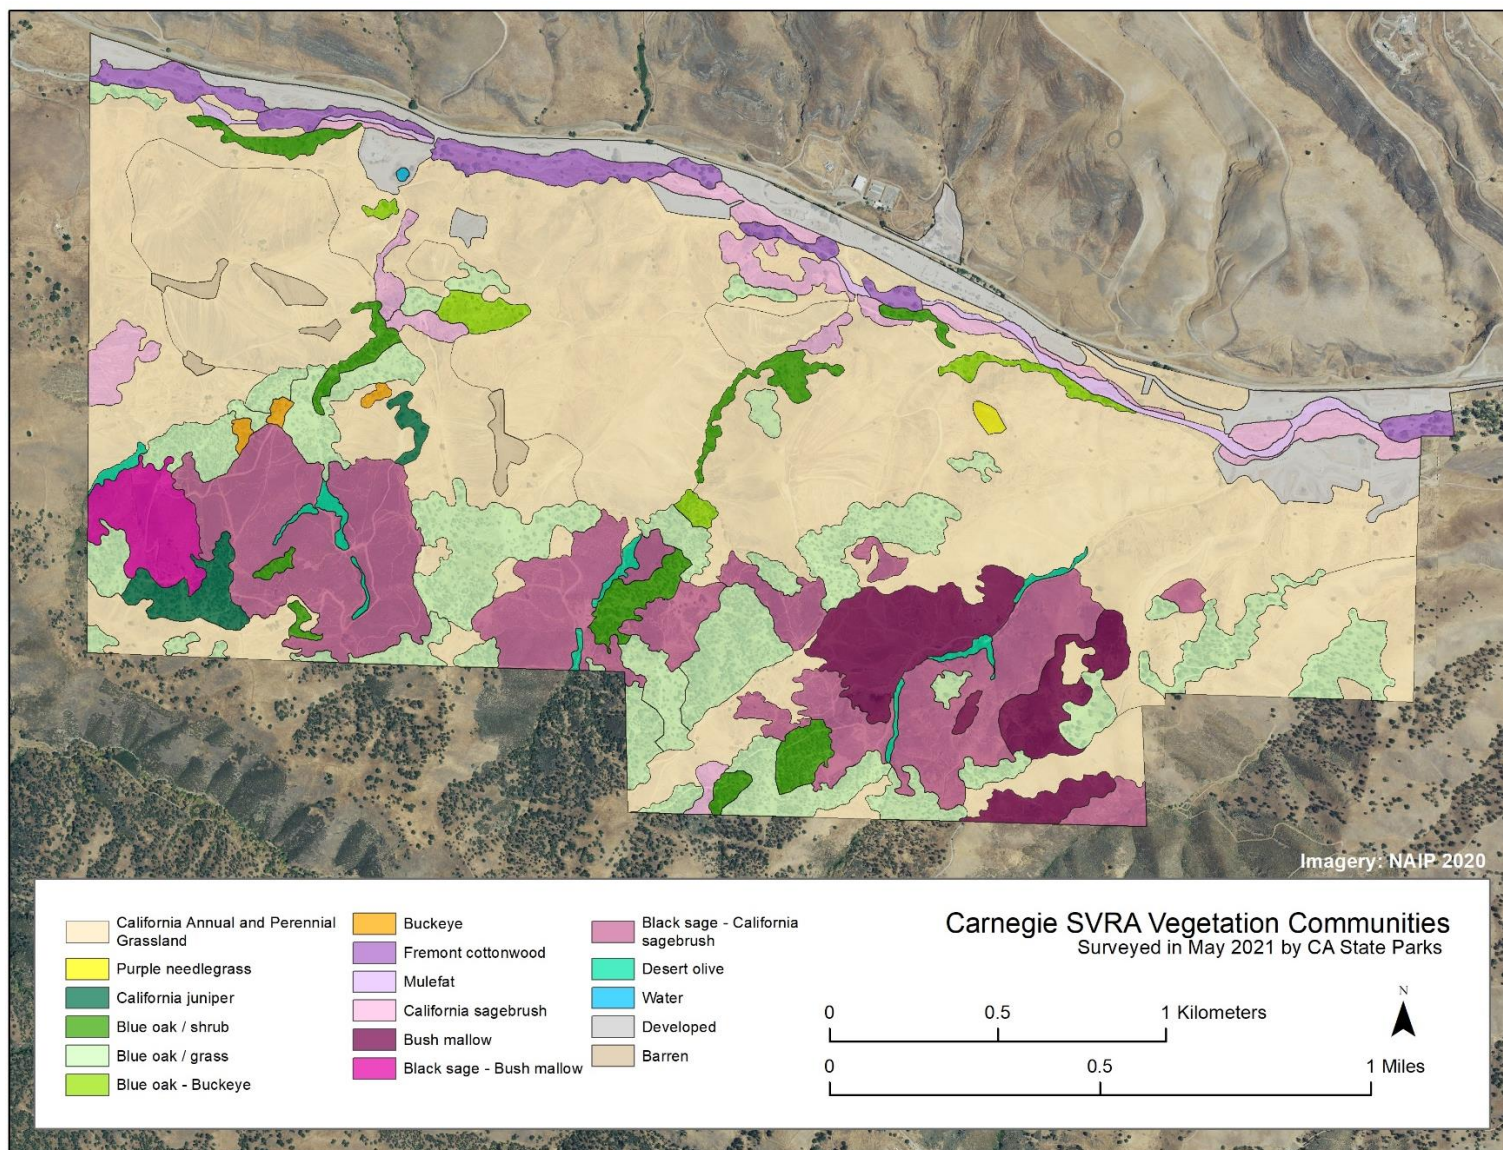 Imagery: NAIP 2020
California Annual and Perennial
Grassland
Purple needlegrass
California juniper
Blue oak / shrub
Blue oak / grass
Blue oak - Buckeye
Buckeye
Fremont cottonwood
Mulefat
California sagebrush
Bush mallow
Black sage - Bush mallow
Black sage - California
sagebrush
Desert olive
Water
Developed
Barren
Carnegie SVRA Vegetation Communities
Surveyed in May 2021 by CA State Parks
N
0 0.5 1 Kilometers
0 0.5 1 Miles